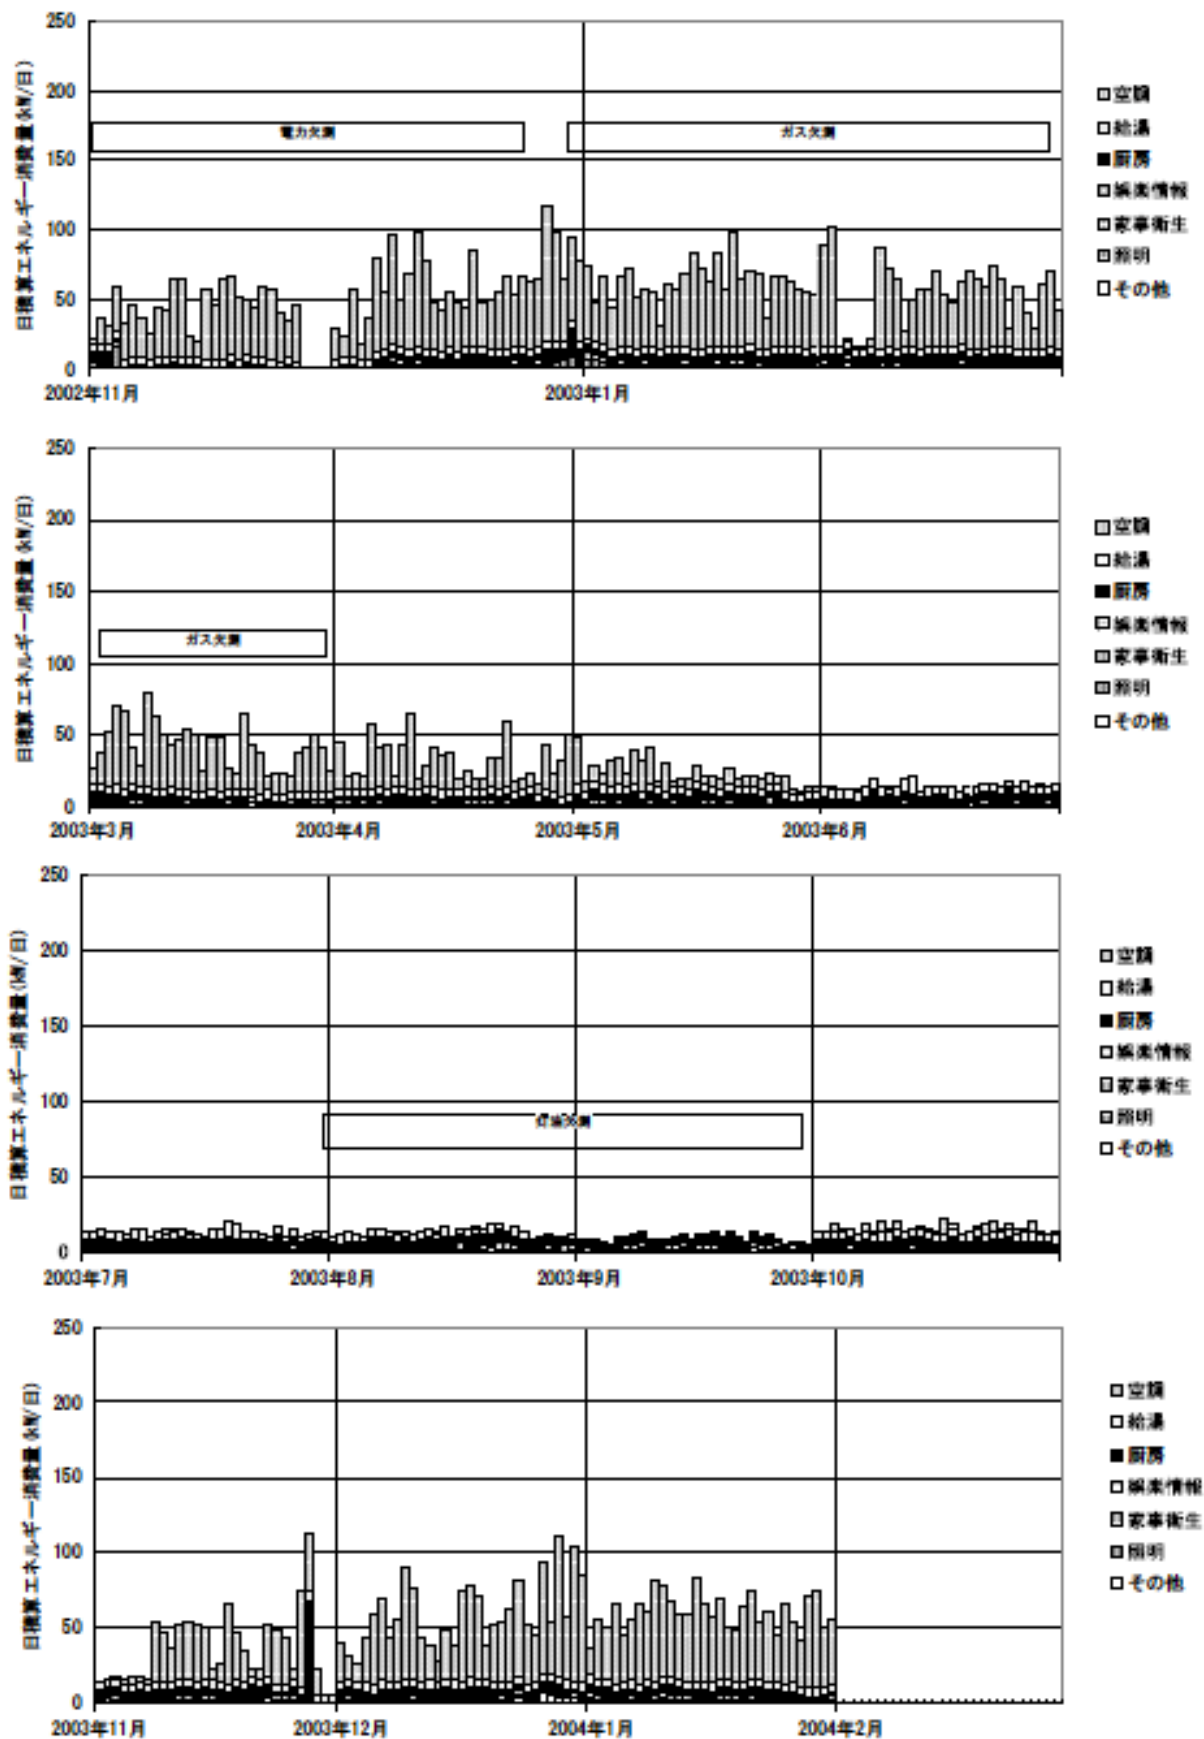 250
200
150
100
50
0
日積算エネルギー消費量(kW/日)
電力欠測
ガス欠測
2002年11月
2003年1月
空調
給湯
厨房
娯楽情報
家事衛生
照明
その他
250
200
150
100
50
0
日積算エネルギー消費量(kW/日)
ガス欠測
2003年3月
2003年4月
2003年5月
2003年6月
空調
給湯
厨房
娯楽情報
家事衛生
照明
その他
250
200
150
100
50
0
日積算エネルギー消費量(kW/日)
灯油欠測
2003年7月
2003年8月
2003年9月
2003年10月
空調
給湯
厨房
娯楽情報
家事衛生
照明
その他
250
200
150
100
50
0
日積算エネルギー消費量(kW/日)
2003年11月
2003年12月
2004年1月
2004年2月
空調
給湯
厨房
娯楽情報
家事衛生
照明
その他